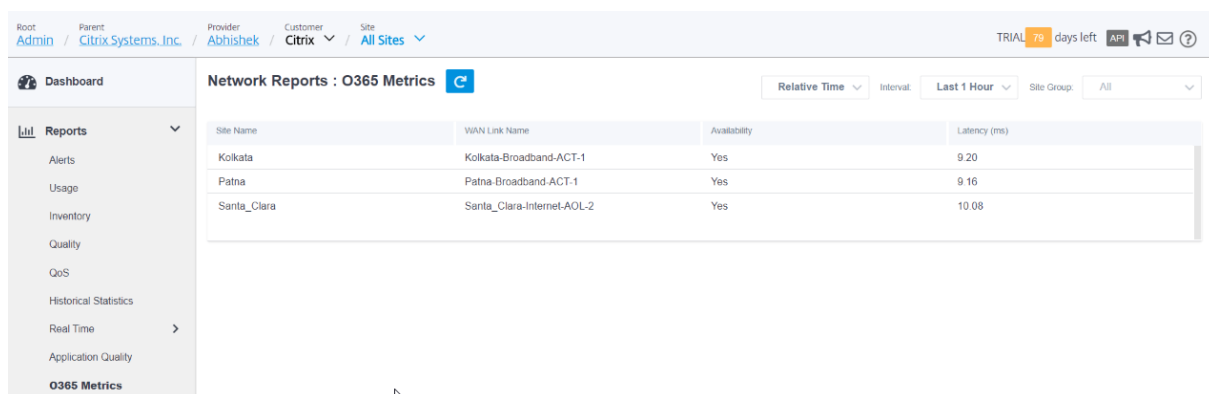 Root Parent Provider Customer Site
Admin / Citrix Systems, Inc. / Abhishek / Citrix / All Sites
TRIAL 79 days left API ?
Dashboard
Reports
Alerts
Usage
Inventory
Quality
QoS
Historical Statistics
Real Time
Application Quality
O365 Metrics
Network Reports : O365 Metrics
Relative Time Interval: Last 1 Hour Site Group: All
Site Name WAN Link Name Availability Latency (ms)
Kolkata Kolkata-Broadband-ACT-1 Yes 9.20
Patna Patna-Broadband-ACT-1 Yes 9.16
Santa_Clara Santa_Clara-Internet-AOL-2 Yes 10.08